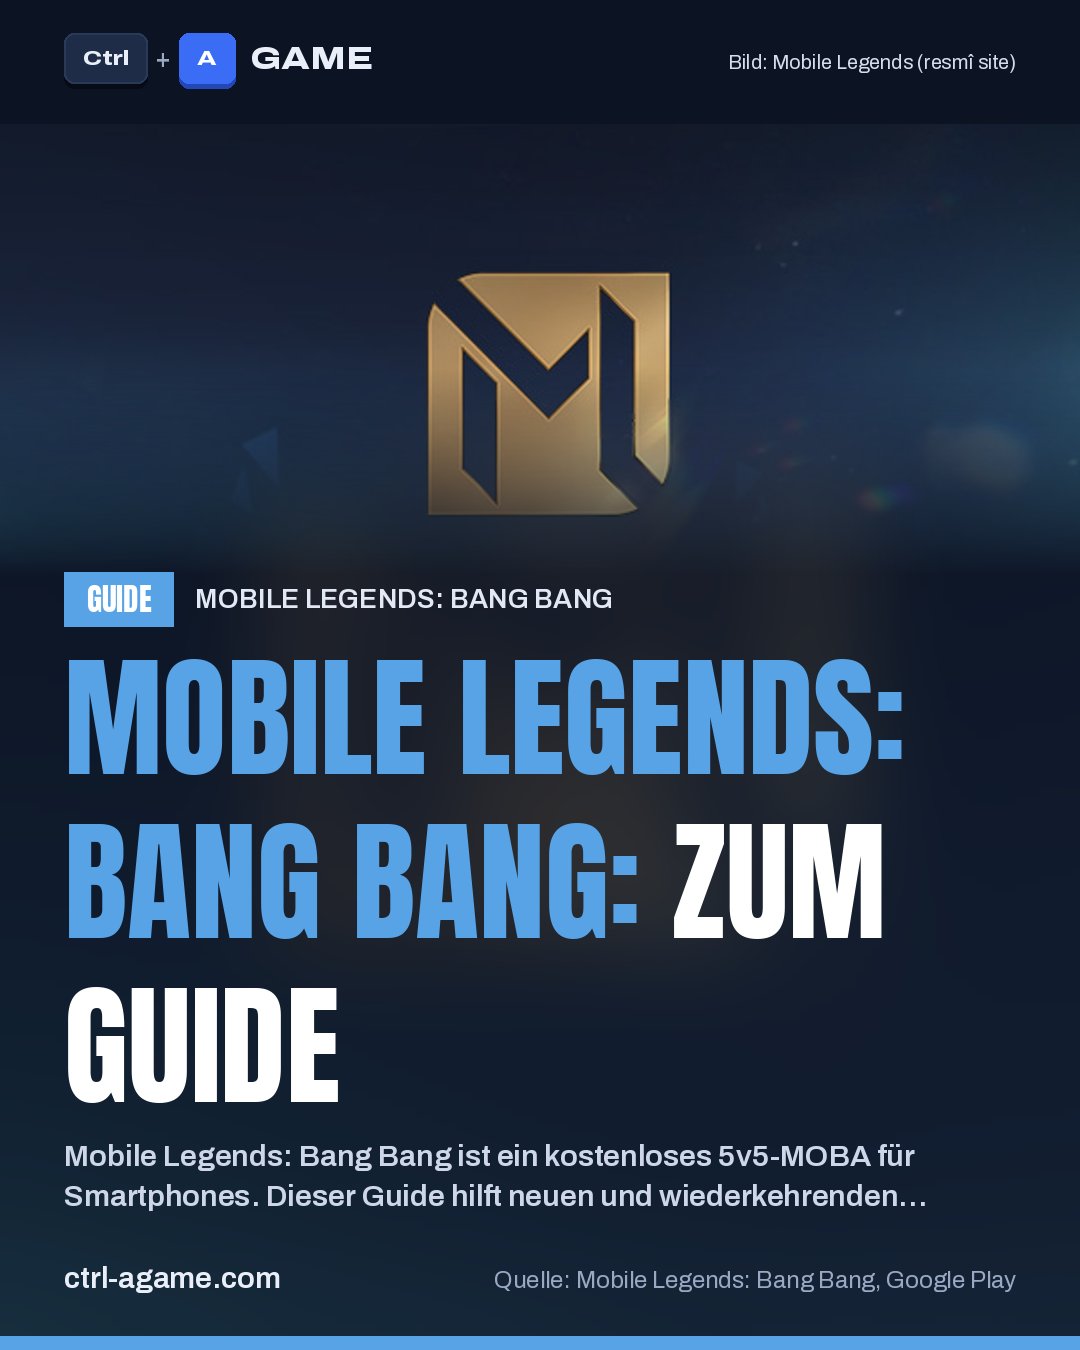 Ctrl + A GAME
Bild: Mobile Legends (resmî site)
GUIDE MOBILE LEGENDS: BANG BANG
MOBILE LEGENDS:
BANG BANG: ZUM
GUIDE
Mobile Legends: Bang Bang ist ein kostenloses 5v5-MOBA für
Smartphones. Dieser Guide hilft neuen und wiederkehrenden...
ctrl-agame.com
Quelle: Mobile Legends: Bang Bang, Google Play